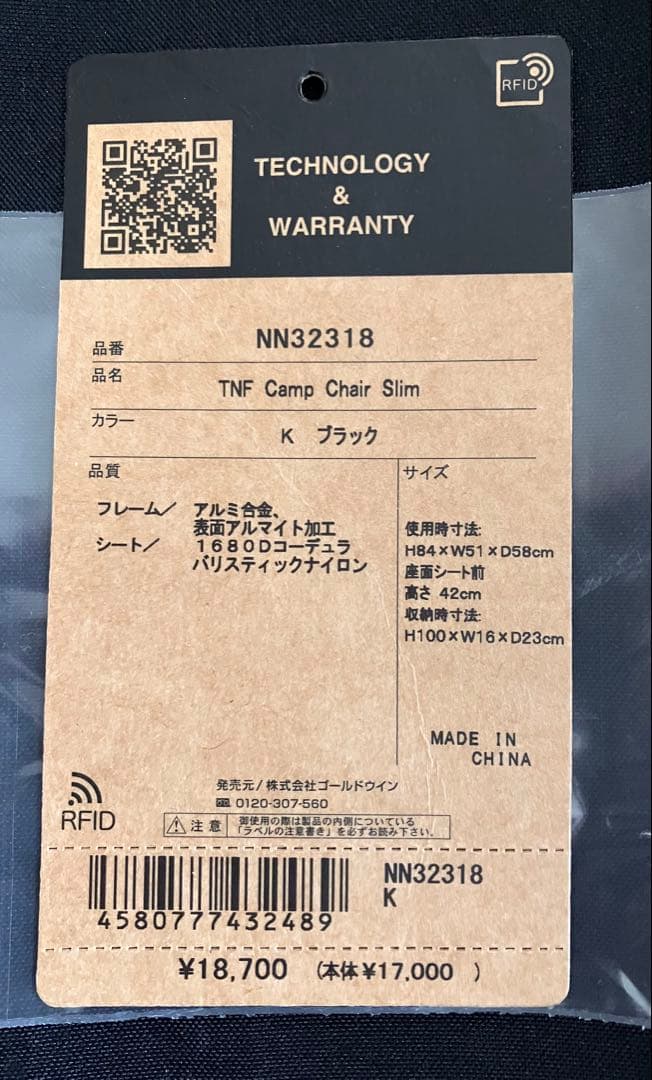 RFID
TECHNOLOGY
&
WARRANTY
品番 NN32318
品名 TNF Camp Chair Slim
カラー K ブラック
品質
フレーム／ アルミ合金、
表面アルマイト加工
シート／ 1680Dコーデュラ
バリスティックナイロン
サイズ
使用時寸法:
H84×W51×D58cm
座面シート前
高さ 42cm
収納時寸法:
H100×W16×D23cm
MADE IN
CHINA
RFID
発売元/株式会社ゴールドウイン
0120-307-560
注意 御使用の際は製品の内側についている
「ラベルの注意書き」を必ずお読み下さい。
4580777432489
NN32318
K
¥18,700 (本体¥17,000 )